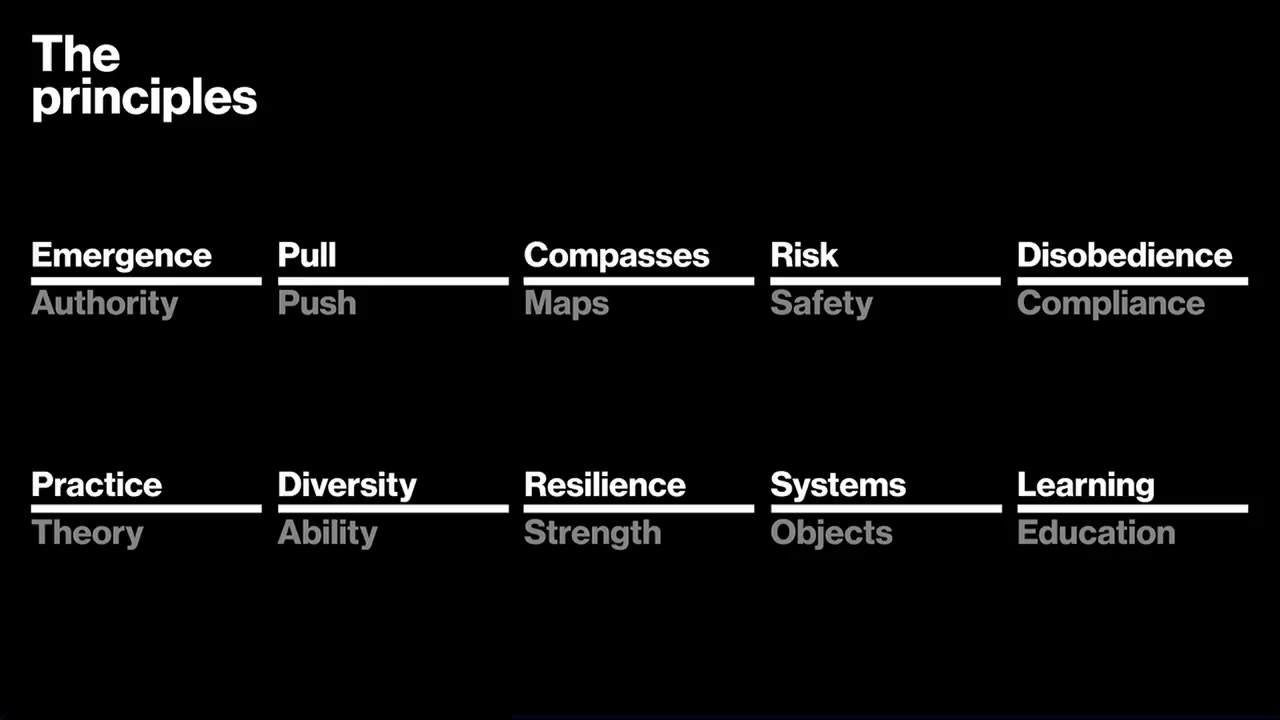 The
principles
Emergence
Authority
Pull
Push
Compasses
Maps
Risk
Safety
Disobedience
Compliance
Practice
Theory
Diversity
Ability
Resilience
Strength
Systems
Objects
Learning
Education